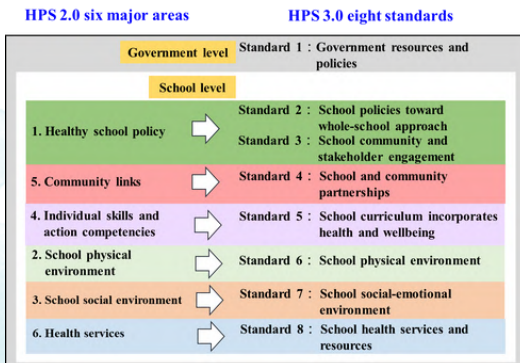 HPS 2.0 six major areas
HPS 3.0 eight standards
Government level
Standard 1： Government resources and
policies
School level
1. Healthy school policy
Standard 2： School policies toward
whole-school approach
Standard 3： School community and
stakeholder engagement
5. Community links
Standard 4： School and community
partnerships
4. Individual skills and
action competencies
Standard 5： School curriculum incorporates
health and wellbeing
2. School physical
environment
Standard 6： School physical environment
3. School social environment
Standard 7： School social-emotional
environment
6. Health services
Standard 8： School health services and
resources